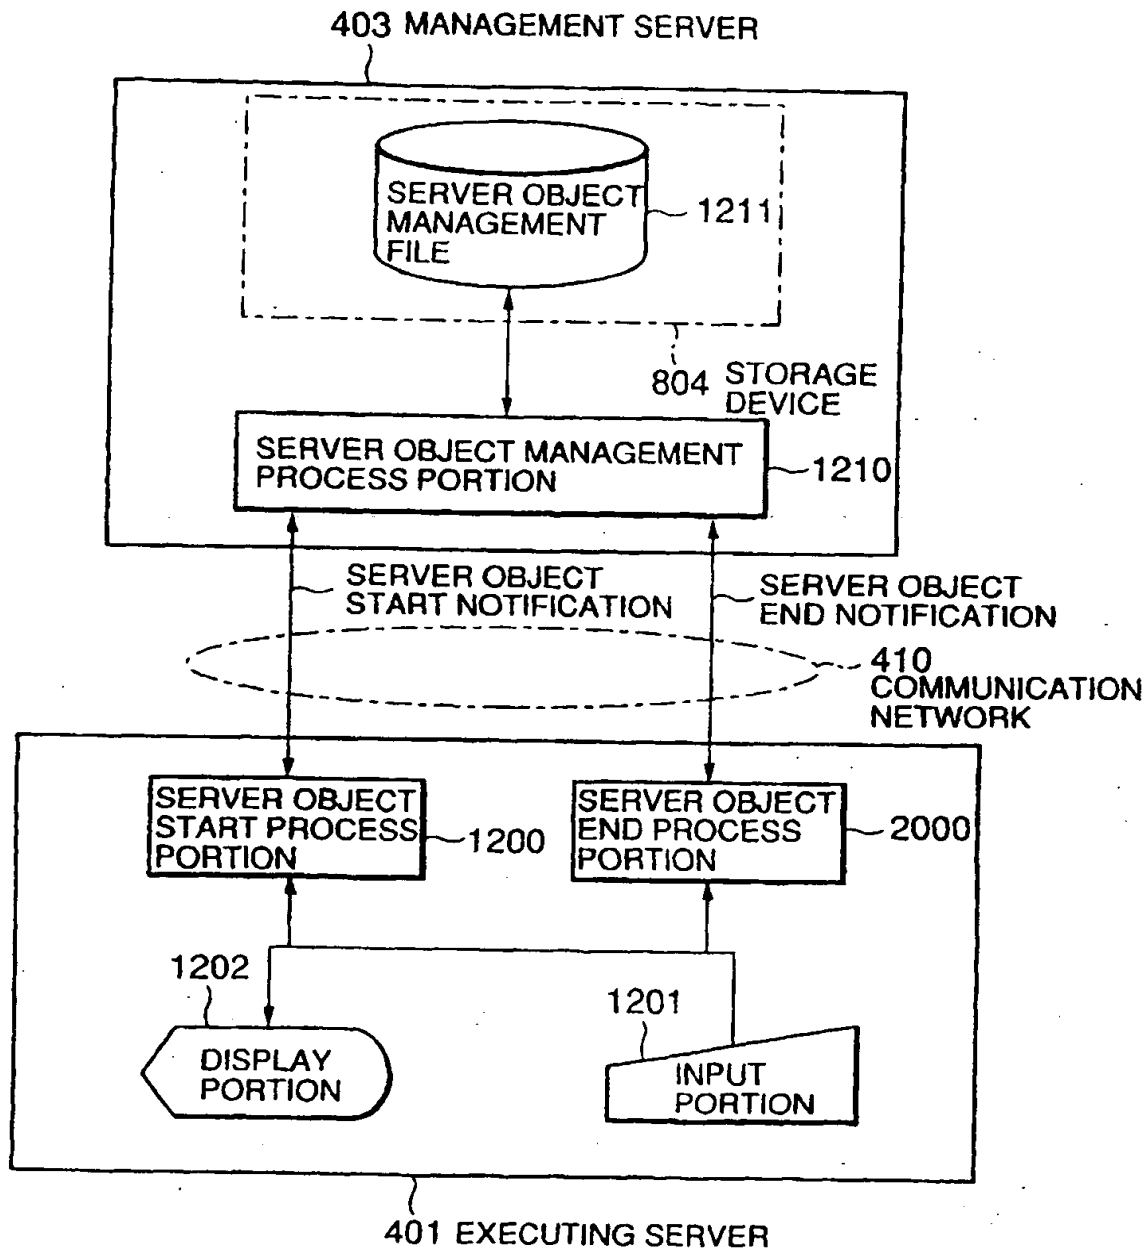 403 MANAGEMENT SERVER
SERVER OBJECT
MANAGEMENT
FILE
1211
804 STORAGE
DEVICE
SERVER OBJECT MANAGEMENT
PROCESS PORTION
1210
SERVER OBJECT
START NOTIFICATION
SERVER OBJECT
END NOTIFICATION
410
COMMUNICATION
NETWORK
SERVER OBJECT
START PROCESS
PORTION
1200
SERVER OBJECT
END PROCESS
PORTION
2000
1202
DISPLAY
PORTION
1201
INPUT
PORTION
401 EXECUTING SERVER